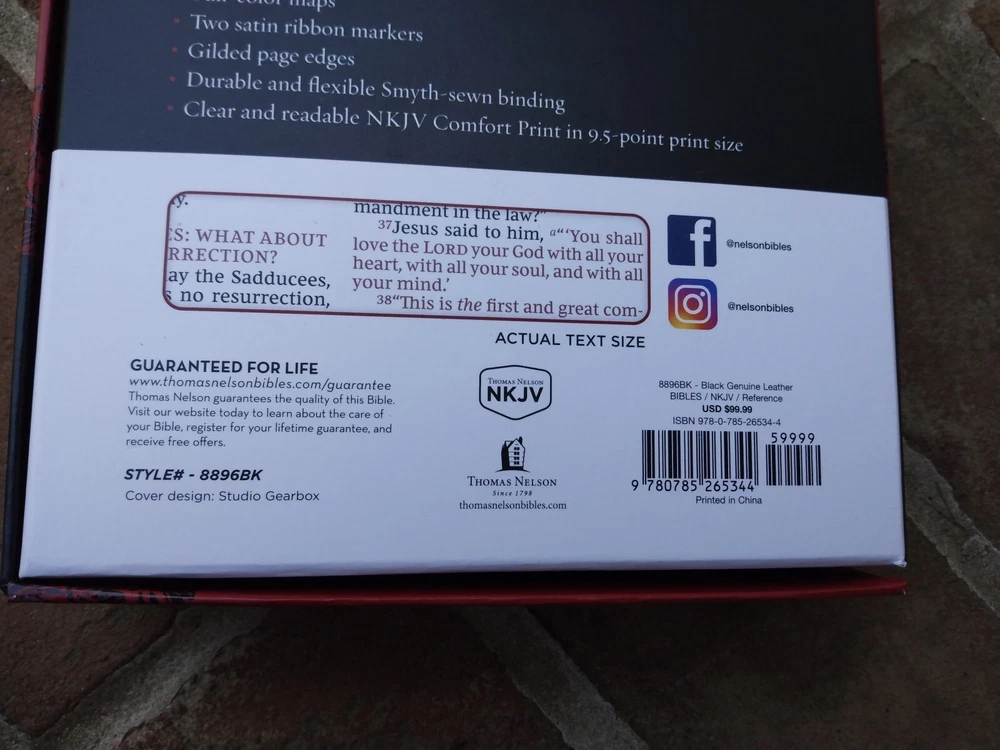 maps
Two satin ribbon markers
Gilded page edges
Durable and flexible Smyth-sewn binding
Clear and readable NKJV Comfort Print in 9.5-point print size
y.
ES: WHAT ABOUT
RRECTION?
ay the Sadducees,
s no resurrection,
mandment in the law?"
37Jesus said to him, a"'You shall
love the LORD your God with all your
heart, with all your soul, and with all
your mind.'
38"This is the first and great com-
ACTUAL TEXT SIZE
@nelsonbibles
@nelsonbibles
GUARANTEED FOR LIFE
www.thomasnelsonbibles.com/guarantee
Thomas Nelson guarantees the quality of this Bible.
Visit our website today to learn about the care of
your Bible, register for your lifetime guarantee, and
receive free offers.
STYLE# - 8896BK
Cover design: Studio Gearbox
THOMAS NELSON
NKJV
THOMAS NELSON
Since 1798
thomasnelsonbibles.com
8896BK - Black Genuine Leather
BIBLES / NKJV / Reference
USD $99.99
ISBN 978-0-785-26534-4
59999
9 780785 265344
Printed in China